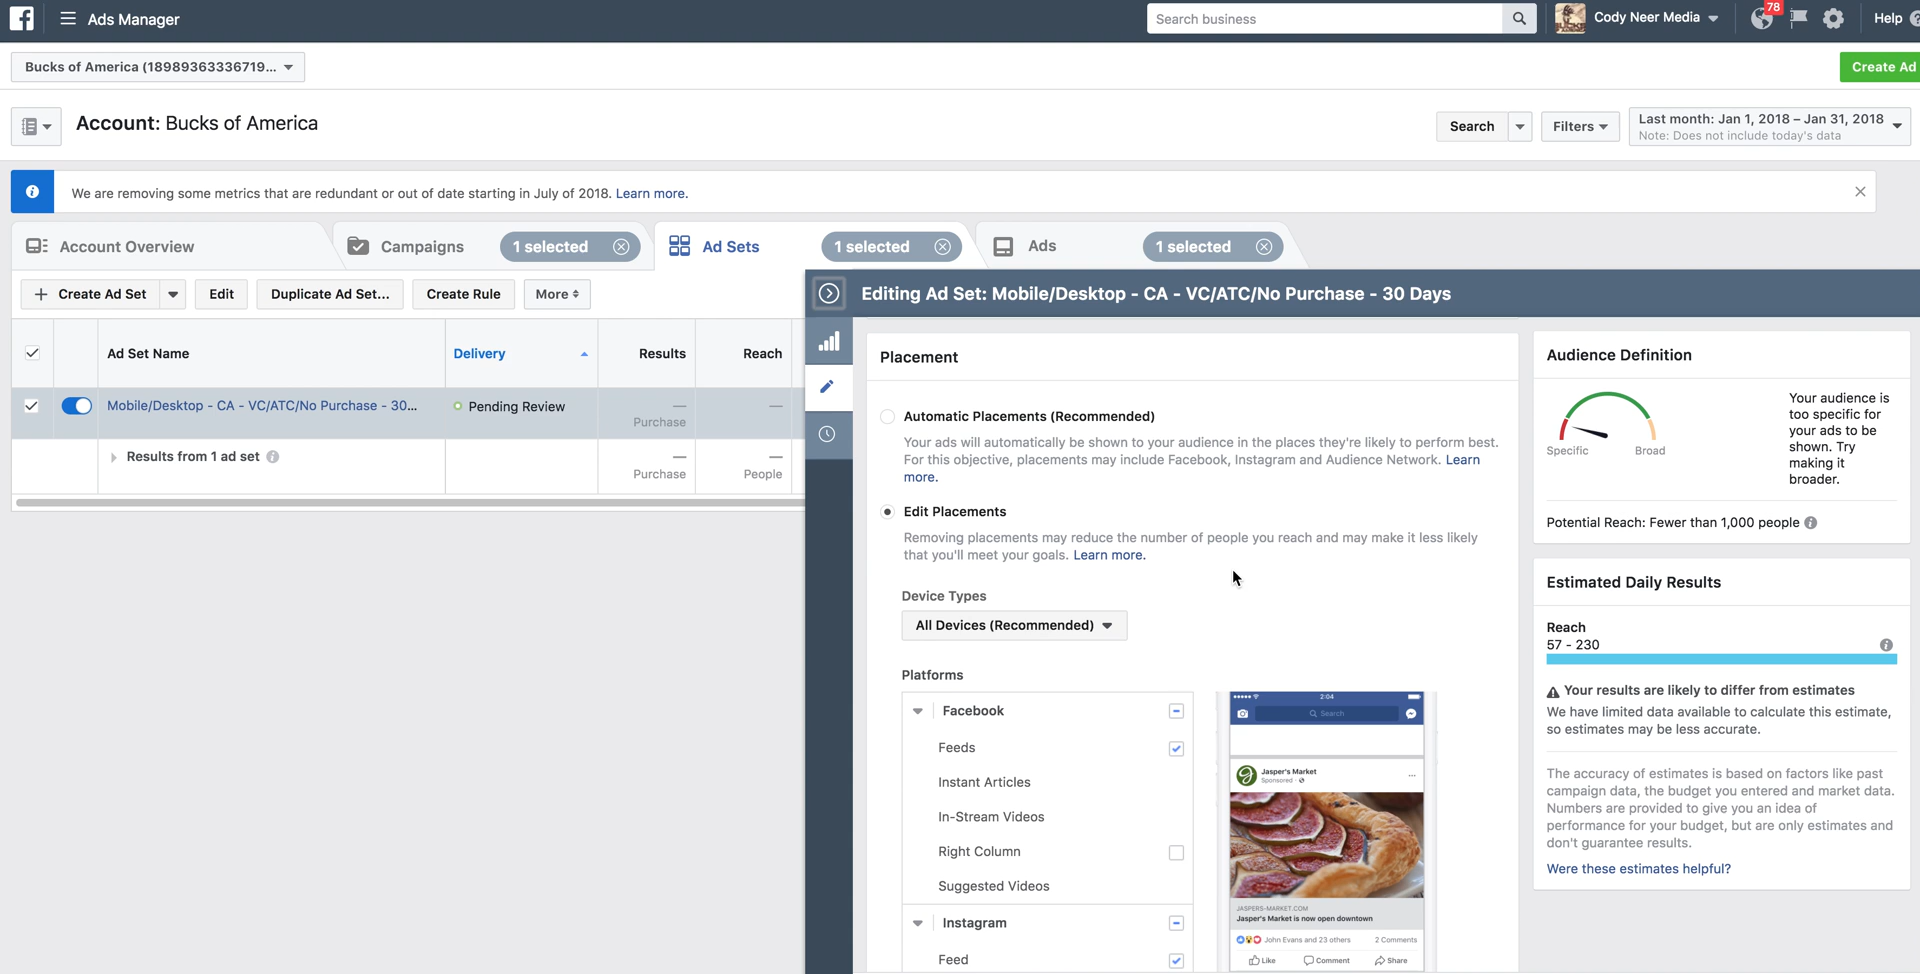 Ads Manager
Search business
Cody Neer Media
78
Help
Bucks of America (18989363336719...
Create Ad
Account: Bucks of America
Search
Filters
Last month: Jan 1, 2018 – Jan 31, 2018
Note: Does not include today's data
We are removing some metrics that are redundant or out of date starting in July of 2018. Learn more.
Account Overview
Campaigns
1 selected
Ad Sets
1 selected
Ads
1 selected
Create Ad Set
Edit
Duplicate Ad Set...
Create Rule
More
Editing Ad Set: Mobile/Desktop - CA - VC/ATC/No Purchase - 30 Days
Ad Set Name
Delivery
Results
Reach
Mobile/Desktop - CA - VC/ATC/No Purchase - 30...
Pending Review
—
Purchase
—
Results from 1 ad set
—
Purchase
—
People
Placement
Automatic Placements (Recommended)
Your ads will automatically be shown to your audience in the places they're likely to perform best.
For this objective, placements may include Facebook, Instagram and Audience Network. Learn
more.
Edit Placements
Removing placements may reduce the number of people you reach and may make it less likely
that you'll meet your goals. Learn more.
Device Types
All Devices (Recommended)
Platforms
Facebook
Feeds
Instant Articles
In-Stream Videos
Right Column
Suggested Videos
Instagram
Feed
2:04
Search
Jasper's Market
Sponsored
JASPERS-MARKET.COM
Jasper's Market is now open downtown
John Evans and 23 others
2 Comments
Like
Comment
Share
Audience Definition
Specific
Broad
Your audience is
too specific for
your ads to be
shown. Try
making it
broader.
Potential Reach: Fewer than 1,000 people
Estimated Daily Results
Reach
57 - 230
Your results are likely to differ from estimates
We have limited data available to calculate this estimate,
so estimates may be less accurate.
The accuracy of estimates is based on factors like past
campaign data, the budget you entered and market data.
Numbers are provided to give you an idea of
performance for your budget, but are only estimates and
don't guarantee results.
Were these estimates helpful?